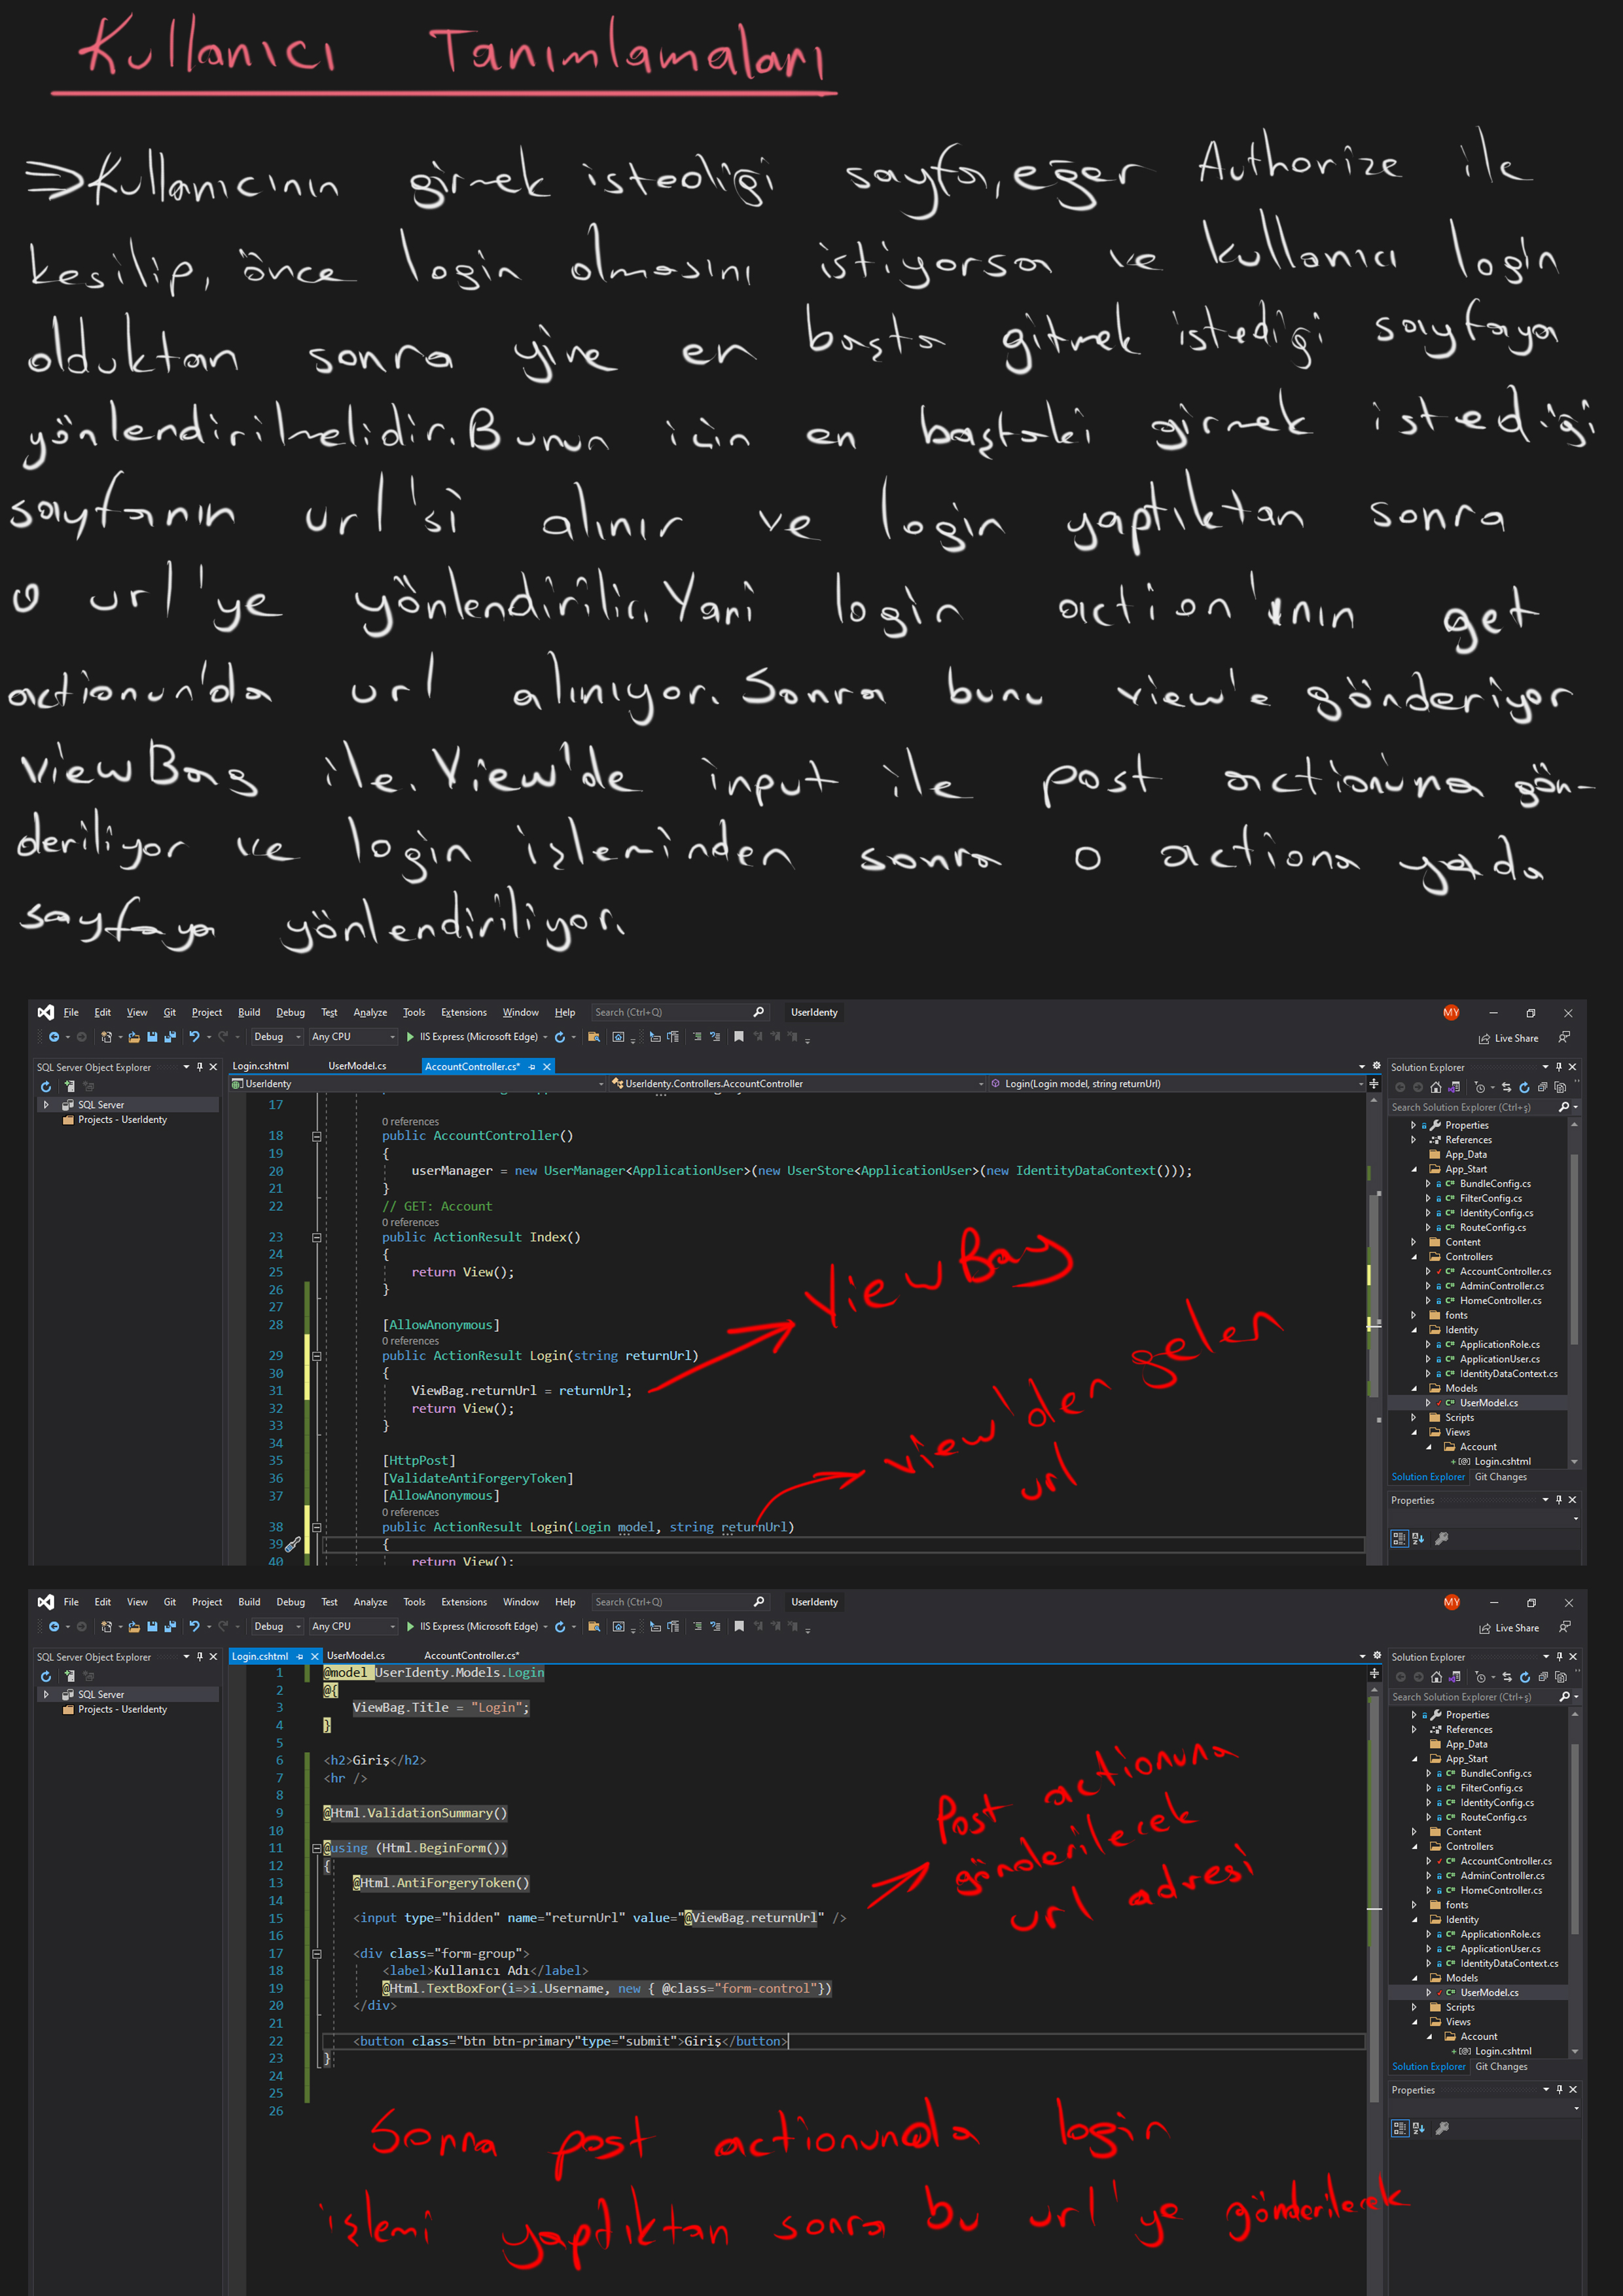 Kullanıcı Tanımlamaları
=>Kullanıcının girmek istediği sayfa, eğer Authorize ile
kesilip, önce login olmasını istiyorsa ve kullanıcı login
olduktan sonra yine en başta gitmek istediği sayfaya
yönlendirilmelidir. Bunun için en baştaki girmek istediği
sayfanın url'si alınır ve login yaptıktan sonra
o url'ye yönlendirilir. Yani login action'ının get
actionun'da url alınıyor. Sonra bunu view'e gönderiyor
ViewBag ile. View'de input ile post actionuna gön-
deriliyor ve login işleminden sonra o actiona yada
sayfaya yönlendiriliyor.
File Edit View Git Project Build Debug Test Analyze Tools Extensions Window Help Search (Ctrl+Q) UserIdenty MY
Debug Any CPU IIS Express (Microsoft Edge) Live Share
SQL Server Object Explorer
SQL Server
Projects - UserIdenty
Login.cshtml UserModel.cs AccountController.cs*
UserIdenty UserIdenty.Controllers.AccountController Login(Login model, string returnUrl)
17
0 references
18 public AccountController()
19 {
20 userManager = new UserManager<ApplicationUser>(new UserStore<ApplicationUser>(new IdentityDataContext()));
21 }
22 // GET: Account
0 references
23 public ActionResult Index()
24 {
25 return View();
26 }
27
28 [AllowAnonymous]
0 references
29 public ActionResult Login(string returnUrl)
30 {
31 ViewBag.returnUrl = returnUrl;
32 return View();
33 }
34
35 [HttpPost]
36 [ValidateAntiForgeryToken]
37 [AllowAnonymous]
0 references
38 public ActionResult Login(Login model, string returnUrl)
39 {
40 return View();
ViewBag
view'den gelen
url
Solution Explorer
Search Solution Explorer (Ctrl+ş)
Properties
References
App_Data
App_Start
BundleConfig.cs
FilterConfig.cs
IdentityConfig.cs
RouteConfig.cs
Content
Controllers
AccountController.cs
AdminController.cs
HomeController.cs
fonts
Identity
ApplicationRole.cs
ApplicationUser.cs
IdentityDataContext.cs
Models
UserModel.cs
Scripts
Views
Account
Login.cshtml
Solution Explorer Git Changes
Properties
File Edit View Git Project Build Debug Test Analyze Tools Extensions Window Help Search (Ctrl+Q) UserIdenty MY
Debug Any CPU IIS Express (Microsoft Edge) Live Share
SQL Server Object Explorer
SQL Server
Projects - UserIdenty
Login.cshtml UserModel.cs AccountController.cs*
1 @model UserIdenty.Models.Login
2 @{
3 ViewBag.Title = "Login";
4 }
5
6 <h2>Giriş</h2>
7 <hr />
8
9 @Html.ValidationSummary()
10
11 @using (Html.BeginForm())
12 {
13 @Html.AntiForgeryToken()
14
15 <input type="hidden" name="returnUrl" value="@ViewBag.returnUrl" />
16
17 <div class="form-group">
18 <label>Kullanıcı Adı</label>
19 @Html.TextBoxFor(i=>i.Username, new { @class="form-control"})
20 </div>
21
22 <button class="btn btn-primary"type="submit">Giriş</button>
23 }
24
25
26
Post actionuna
gönderilecek
url adresi
Sonra post actionunda login
işlemi yaptıktan sonra bu url'ye gönderilecek
Solution Explorer
Search Solution Explorer (Ctrl+ş)
Properties
References
App_Data
App_Start
BundleConfig.cs
FilterConfig.cs
IdentityConfig.cs
RouteConfig.cs
Content
Controllers
AccountController.cs
AdminController.cs
HomeController.cs
fonts
Identity
ApplicationRole.cs
ApplicationUser.cs
IdentityDataContext.cs
Models
UserModel.cs
Scripts
Views
Account
Login.cshtml
Solution Explorer Git Changes
Properties